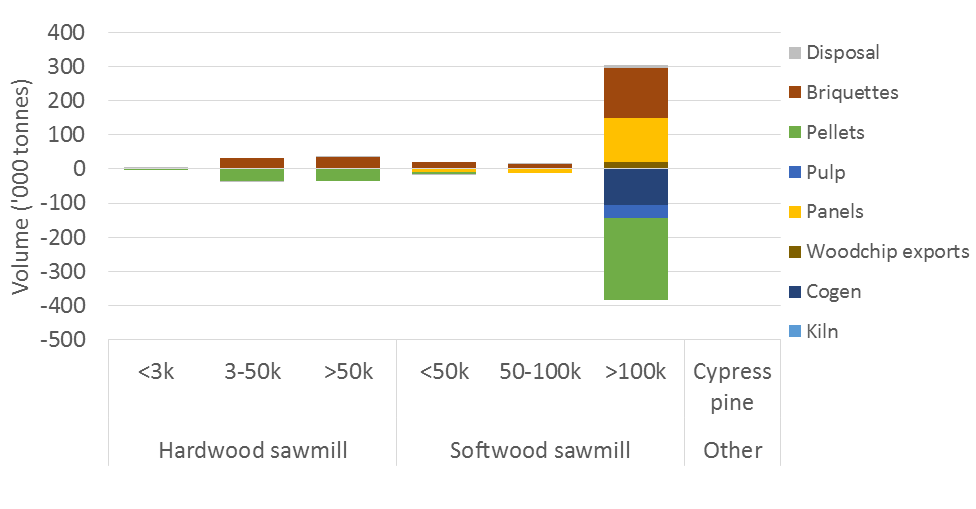 Volume ('000 tonnes)
400
300
200
100
0
-100
-200
-300
-400
-500
<3k
3-50k
>50k
<50k
50-100k
>100k
Cypress
pine
Hardwood sawmill
Softwood sawmill
Other
Disposal
Briquettes
Pellets
Pulp
Panels
Woodchip exports
Cogen
Kiln